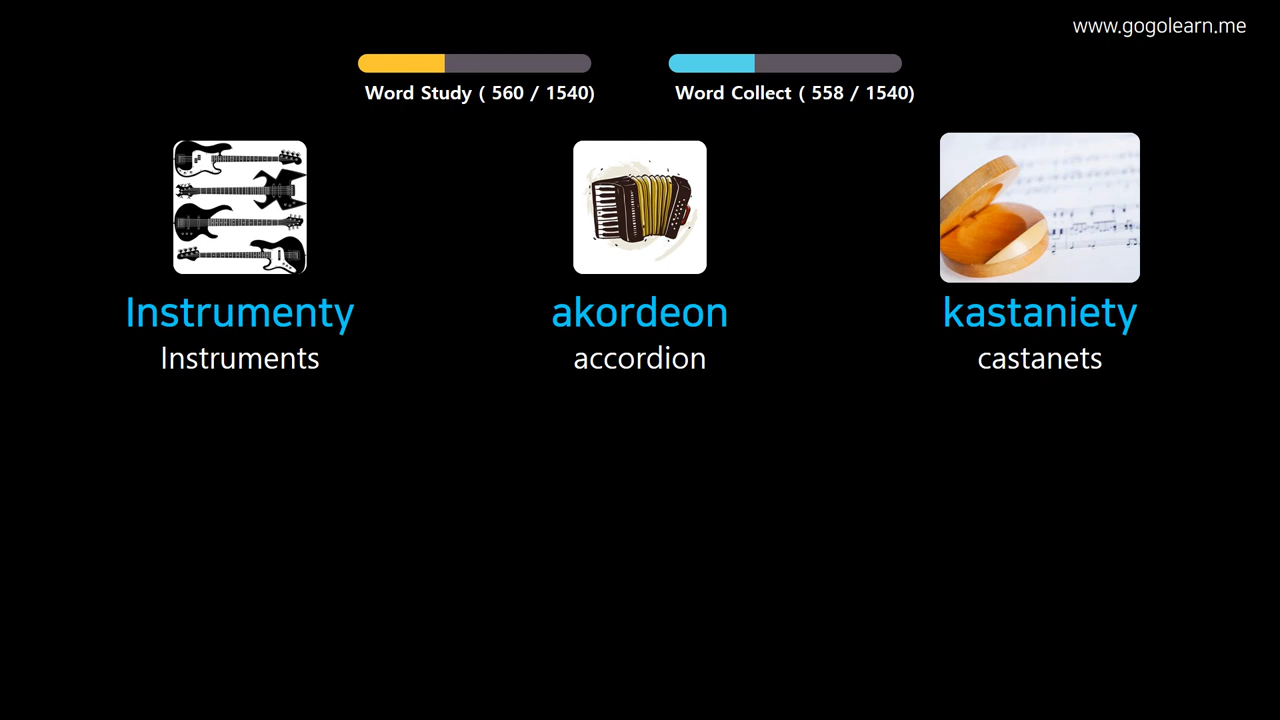 www.gogolearn.me
Word Study ( 560 / 1540)
Word Collect ( 558 / 1540)
Instrumenty
Instruments
akordeon
accordion
kastaniety
castanets